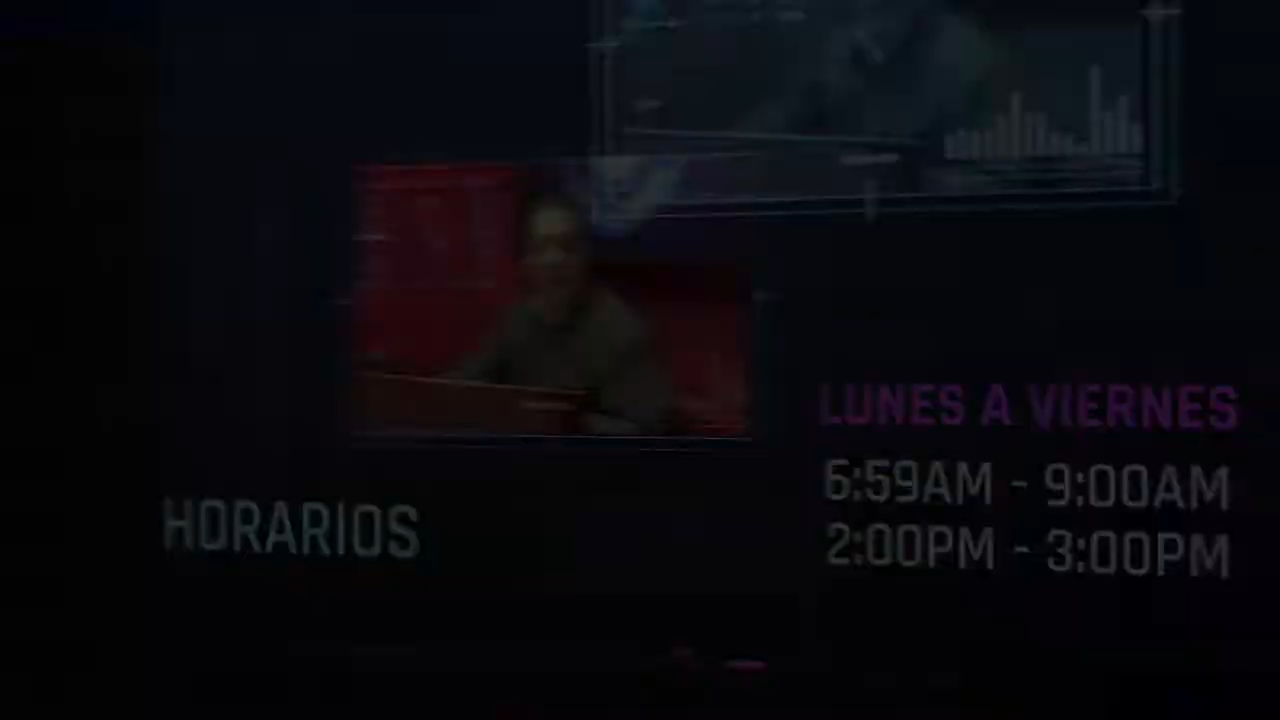 HORARIOS
LUNES A VIERNES
6:59AM - 9:00AM
2:00PM - 3:00PM